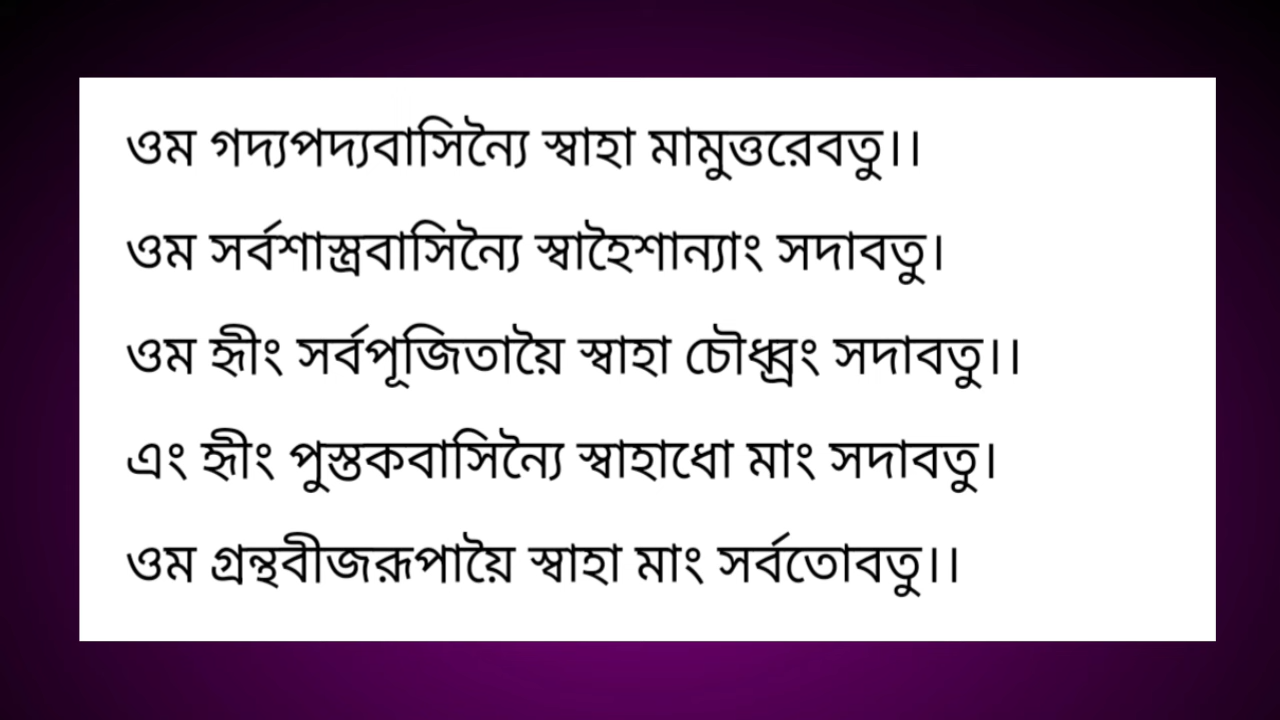 ওম গদ্যপদ্যবাসিন্যৈ স্বাহা মামুত্তরেবতু।।
ওম সর্বশাস্ত্রবাসিন্যৈ স্বাহৈশান্যাং সদাবতু।
ওম হ্রীং সর্বপূজিতায়ৈ স্বাহা চৌর্ধ্বং সদাবতু।।
এং হ্রীং পুস্তকবাসিন্যৈ স্বাহাধো মাং সদাবতু।
ওম গ্রন্থবীজরূপায়ৈ স্বাহা মাং সর্বতোবতু।।